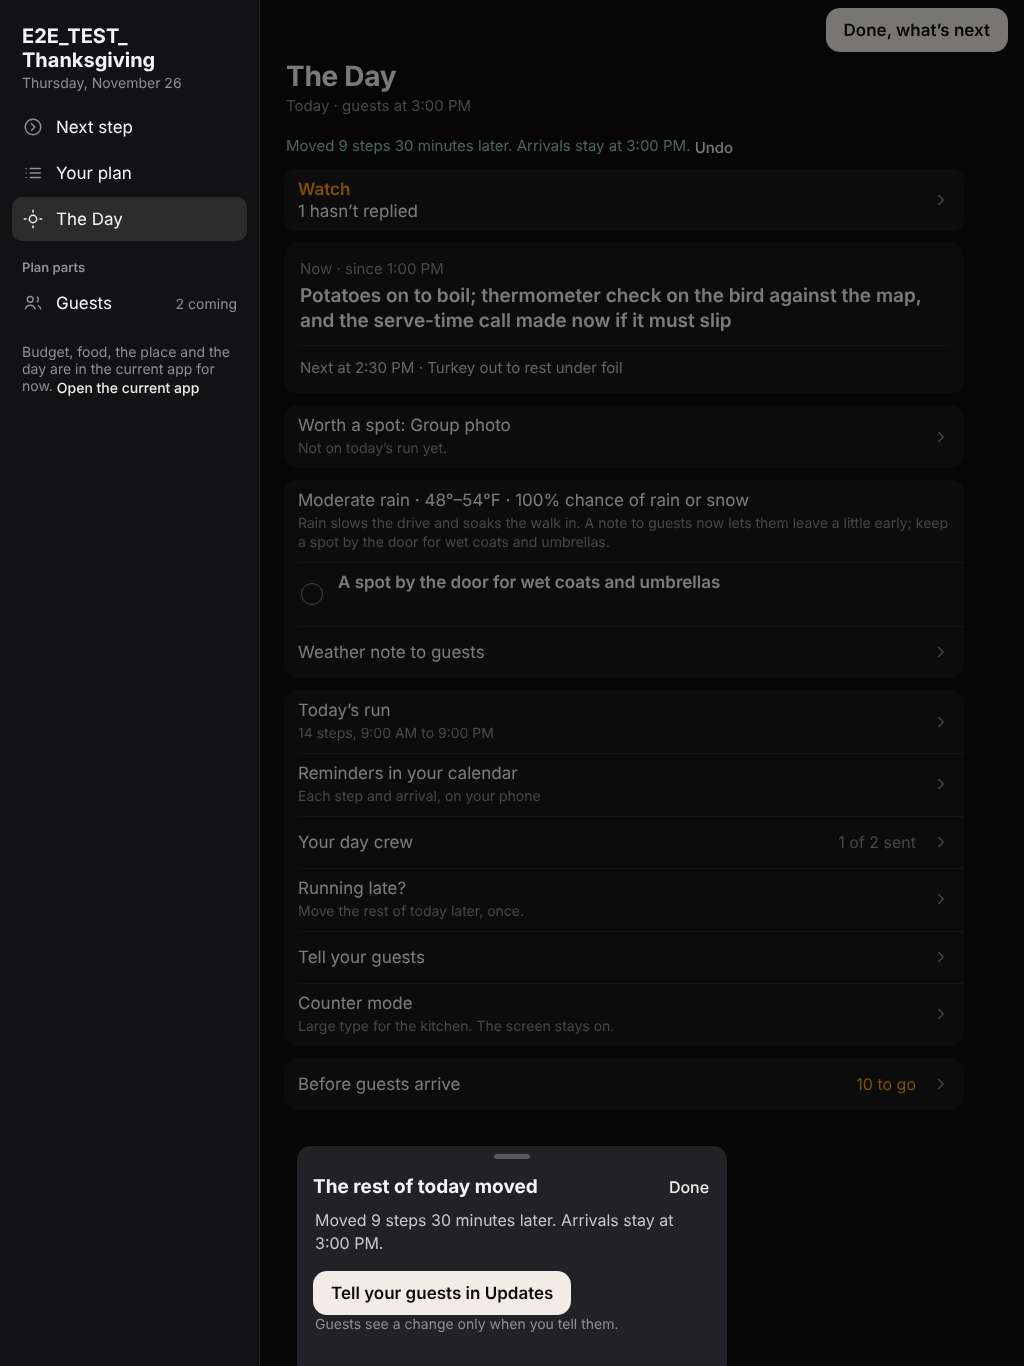 E2E_TEST_
Thanksgiving
Thursday, November 26
Next step
Your plan
The Day
Plan parts
Guests
2 coming
Budget, food, the place and the
day are in the current app for
now. Open the current app
Done, what’s next
The Day
Today · guests at 3:00 PM
Moved 9 steps 30 minutes later. Arrivals stay at 3:00 PM. Undo
Watch
1 hasn’t replied
Now · since 1:00 PM
Potatoes on to boil; thermometer check on the bird against the map,
and the serve-time call made now if it must slip
Next at 2:30 PM · Turkey out to rest under foil
Worth a spot: Group photo
Not on today’s run yet.
Moderate rain · 48°–54°F · 100% chance of rain or snow
Rain slows the drive and soaks the walk in. A note to guests now lets them leave a little early; keep
a spot by the door for wet coats and umbrellas.
A spot by the door for wet coats and umbrellas
Weather note to guests
Today’s run
14 steps, 9:00 AM to 9:00 PM
Reminders in your calendar
Each step and arrival, on your phone
Your day crew
1 of 2 sent
Running late?
Move the rest of today later, once.
Tell your guests
Counter mode
Large type for the kitchen. The screen stays on.
Before guests arrive
10 to go
The rest of today moved
Done
Moved 9 steps 30 minutes later. Arrivals stay at
3:00 PM.
Tell your guests in Updates
Guests see a change only when you tell them.